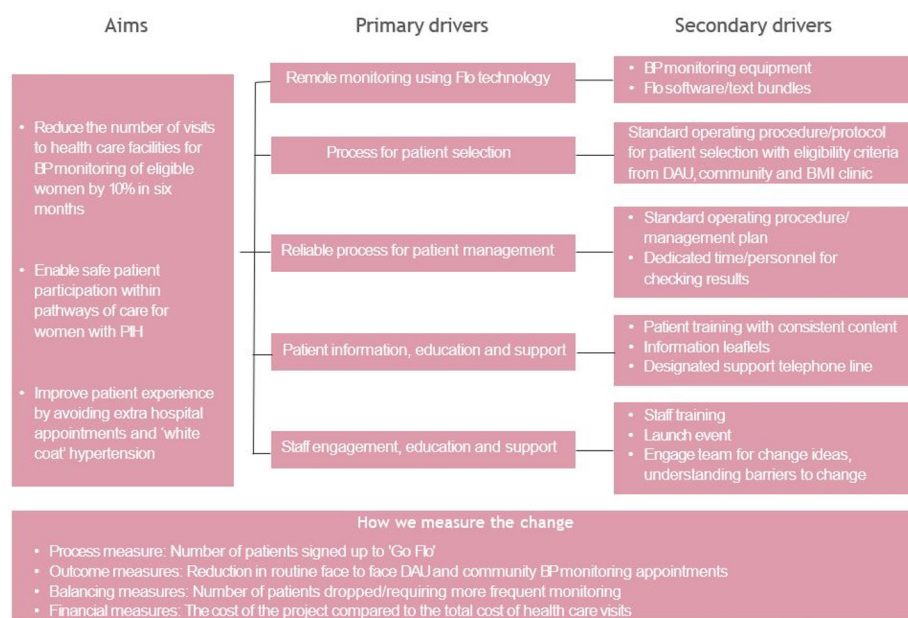 Aims
Primary drivers
Secondary drivers
• Reduce the number of visits
to health care facilities for
BP monitoring of eligible
women by 10% in six
months
• Enable safe patient
participation within
pathways of care for
women with PIH
• Improve patient experience
by avoiding extra hospital
appointments and ‘white
coat’ hypertension
Remote monitoring using Flo technology
• BP monitoring equipment
• Flo software/text bundles
Process for patient selection
Standard operating procedure/protocol
for patient selection with eligibility criteria
from DAU, community and BMI clinic
Reliable process for patient management
• Standard operating procedure/
management plan
• Dedicated time/personnel for
checking results
Patient information, education and support
• Patient training with consistent content
• Information leaflets
• Designated support telephone line
Staff engagement, education and support
• Staff training
• Launch event
• Engage team for change ideas,
understanding barriers to change
How we measure the change
• Process measure: Number of patients signed up to 'Go Flo'
• Outcome measures: Reduction in routine face to face DAU and community BP monitoring appointments
• Balancing measures: Number of patients dropped/requiring more frequent monitoring
• Financial measures: The cost of the project compared to the total cost of health care visits